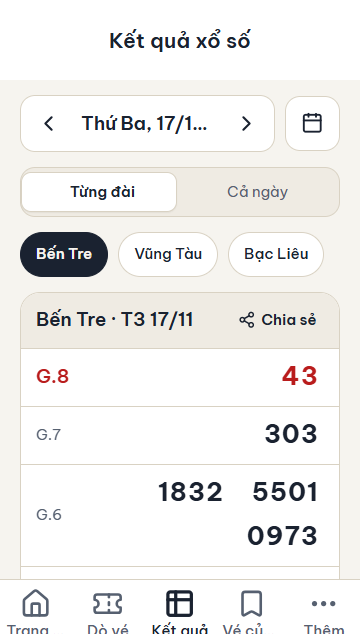 Kết quả xổ số
Thứ Ba, 17/1...
Từng đài
Cả ngày
Bến Tre
Vũng Tàu
Bạc Liêu
Bến Tre · T3 17/11
Chia sẻ
G.8
43
G.7
303
G.6
1832 5501
0973
Trang
Dò vé
Kết quả
Vé củ
Thêm